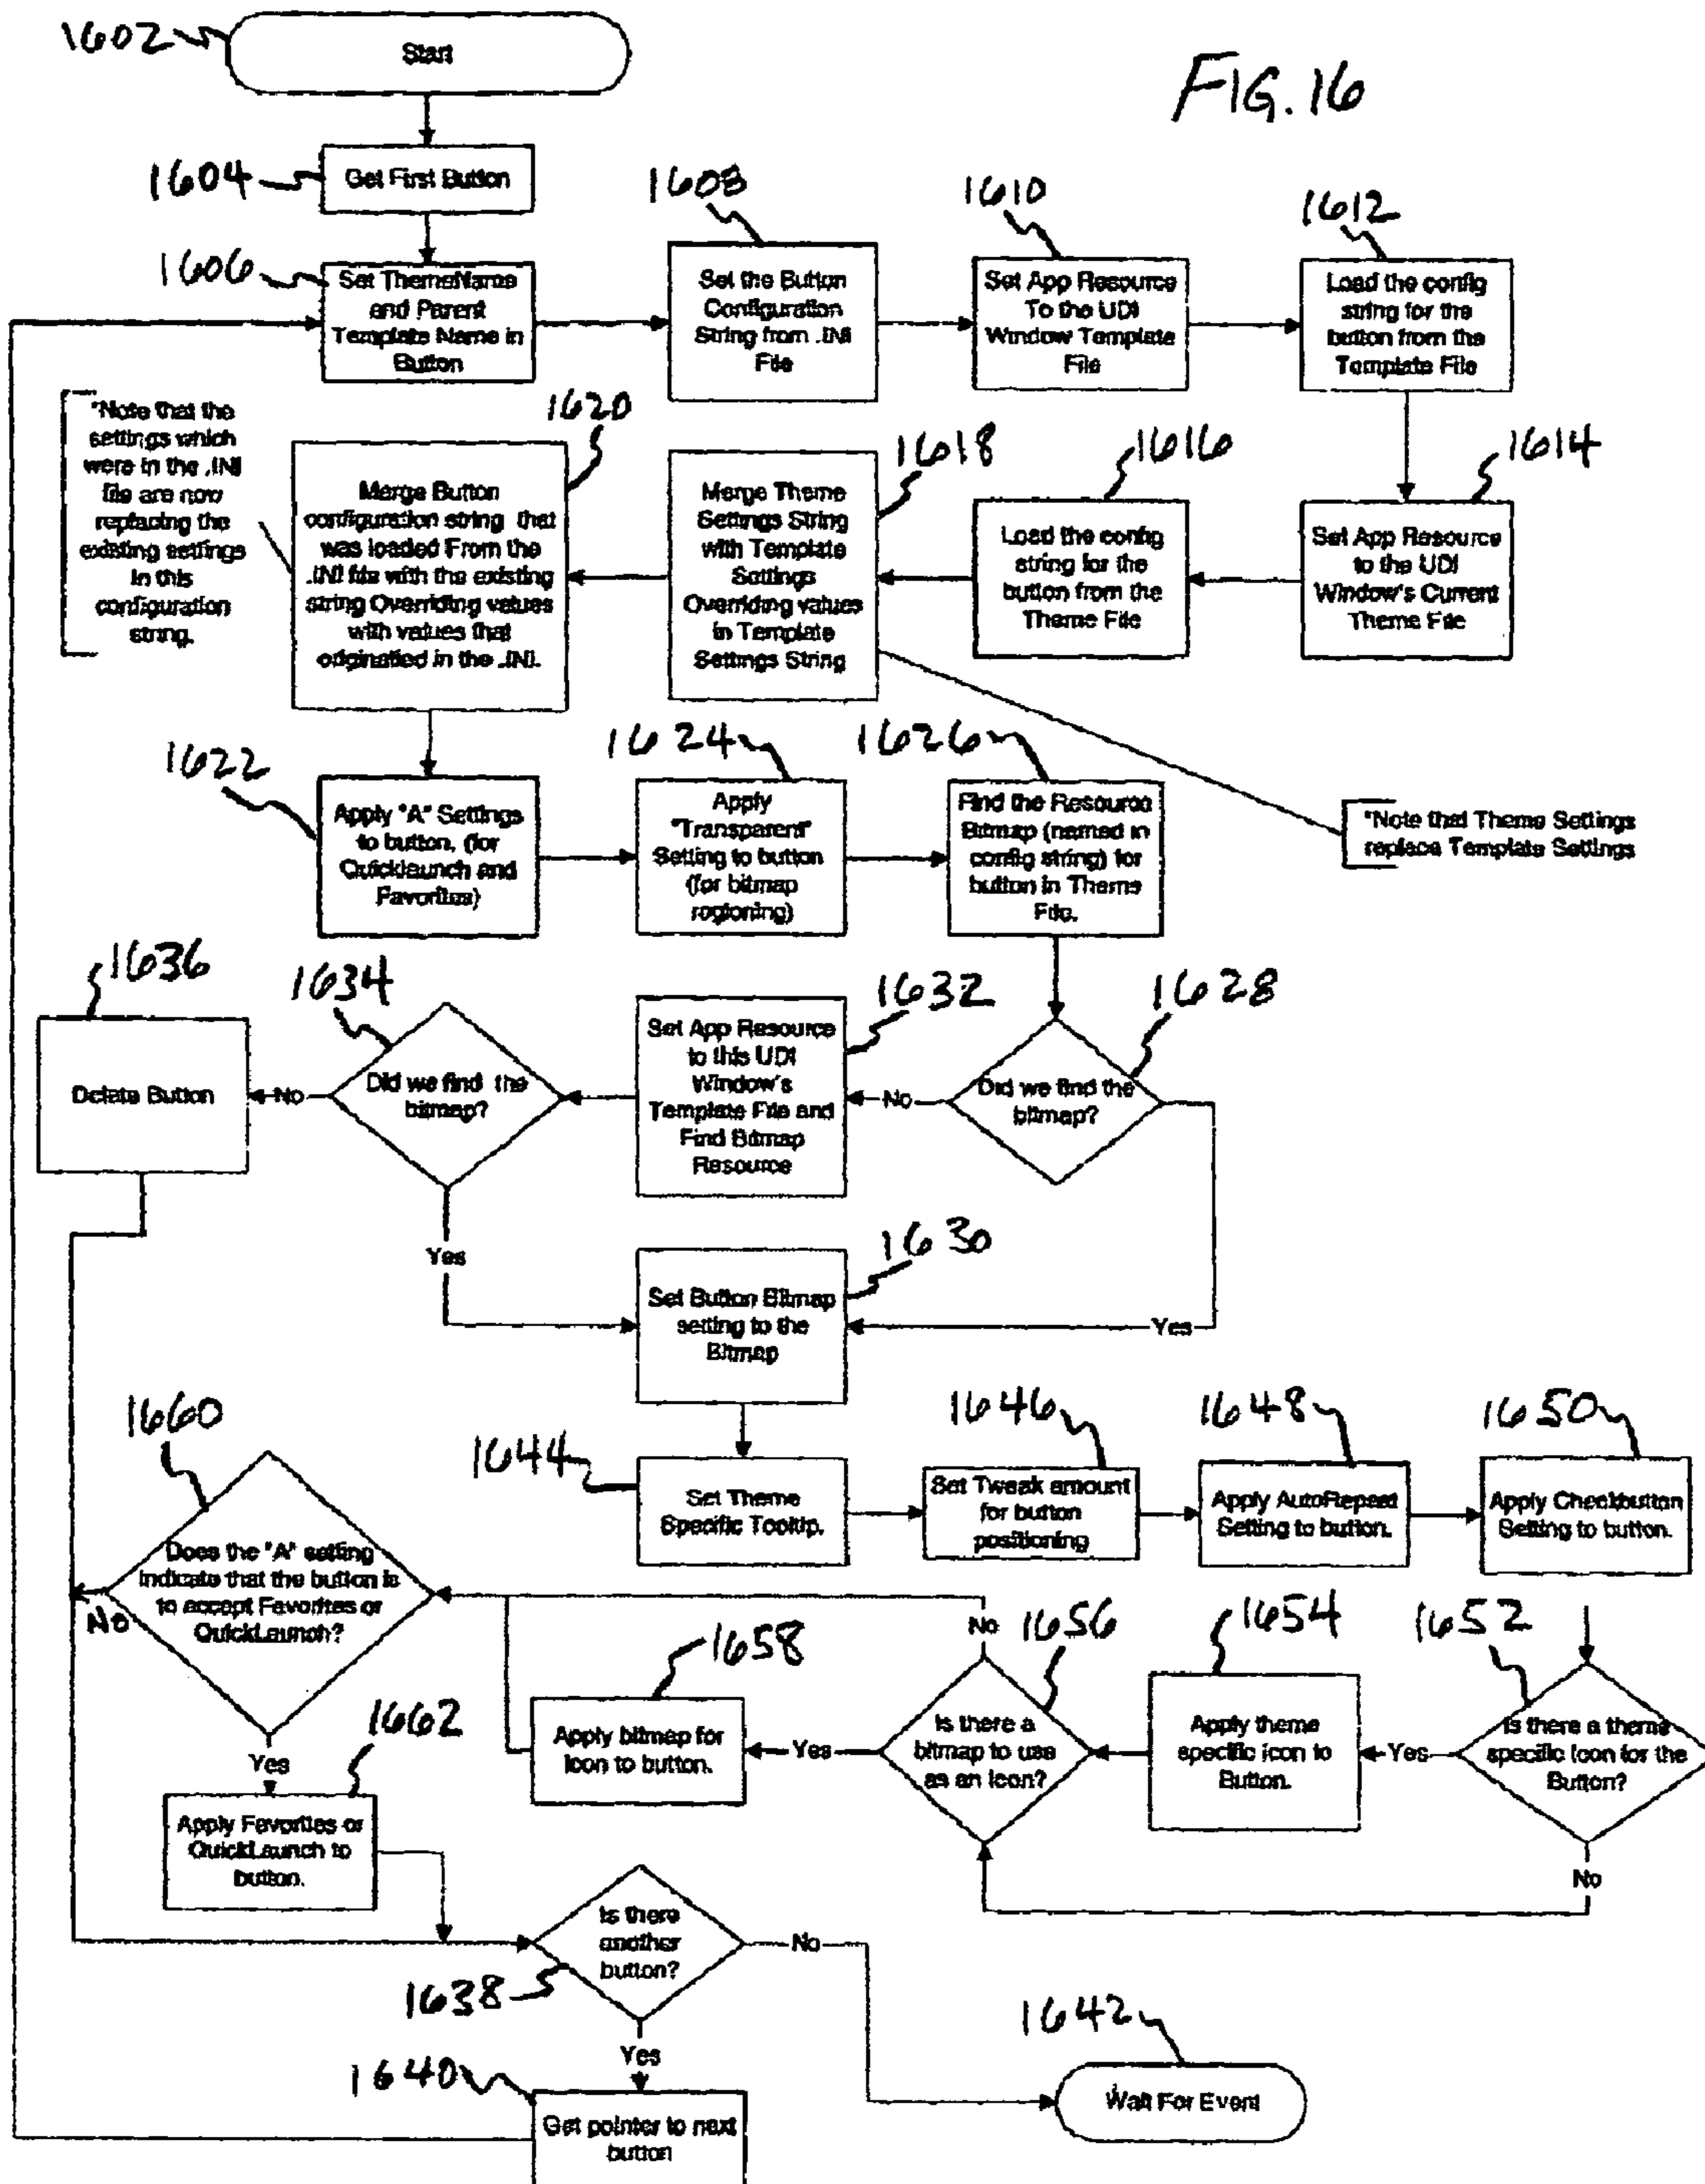 1602
Start
FIG. 16
1604
Get First Button
1606
Set ThemeName
and Parent
Template Name in
Button
1608
Set the Button
Configuration
String from .INI
File
1610
Set App Resource
To the UDI
Window Template
File
1612
Load the config
string for the
button from the
Template File
*Note that the
settings which
were in the .INI
file are now
replacing the
existing settings
in this
configuration
string.
1620
Merge Button
configuration string that
was loaded From the
.INI file with the existing
string Overriding values
with values that
originatied in the .INI.
1618
Merge Theme
Settings String
with Template
Settings
Overriding values
in Template
Settings String
1616
Load the config
string for the
button from the
Theme File
1614
Set App Resource
to the UDI
Window's Current
Theme File
1622
Apply "A" Settings
to button. (for
Quicklaunch and
Favorites)
1624
Apply
"Transparent"
Setting to button
(for bitmap
regioning)
1626
Find the Resource
Bitmap (named in
config string) for
button in Theme
File.
*Note that Theme Settings
replace Template Settings
1636
Delete Button
No
1634
Did we find the
bitmap?
1632
Set App Resource
to this UDI
Window's
Template File and
Find Bitmap
Resource
No
1628
Did we find the
bitmap?
Yes
1630
Set Button Bitmap
setting to the
Bitmap
Yes
1660
Does the "A" setting
indicate that the button is
to accept Favorites or
QuickLaunch?
No
1644
Set Theme
Specific Tooltip.
1646
Set Tweak amount
for button
positioning
1648
Apply AutoRepeat
Setting to button.
1650
Apply Checkbutton
Setting to button.
1658
Apply bitmap for
Icon to button.
Yes
No
1656
Is there a
bitmap to use
as an Icon?
1654
Apply theme
specific icon to
Button.
Yes
1652
Is there a theme
specific Icon for the
Button?
No
Yes
1662
Apply Favorites or
QuickLaunch to
button.
Is there
another
button?
1638
No
Yes
1640
Get pointer to next
button
1642
Wait For Event